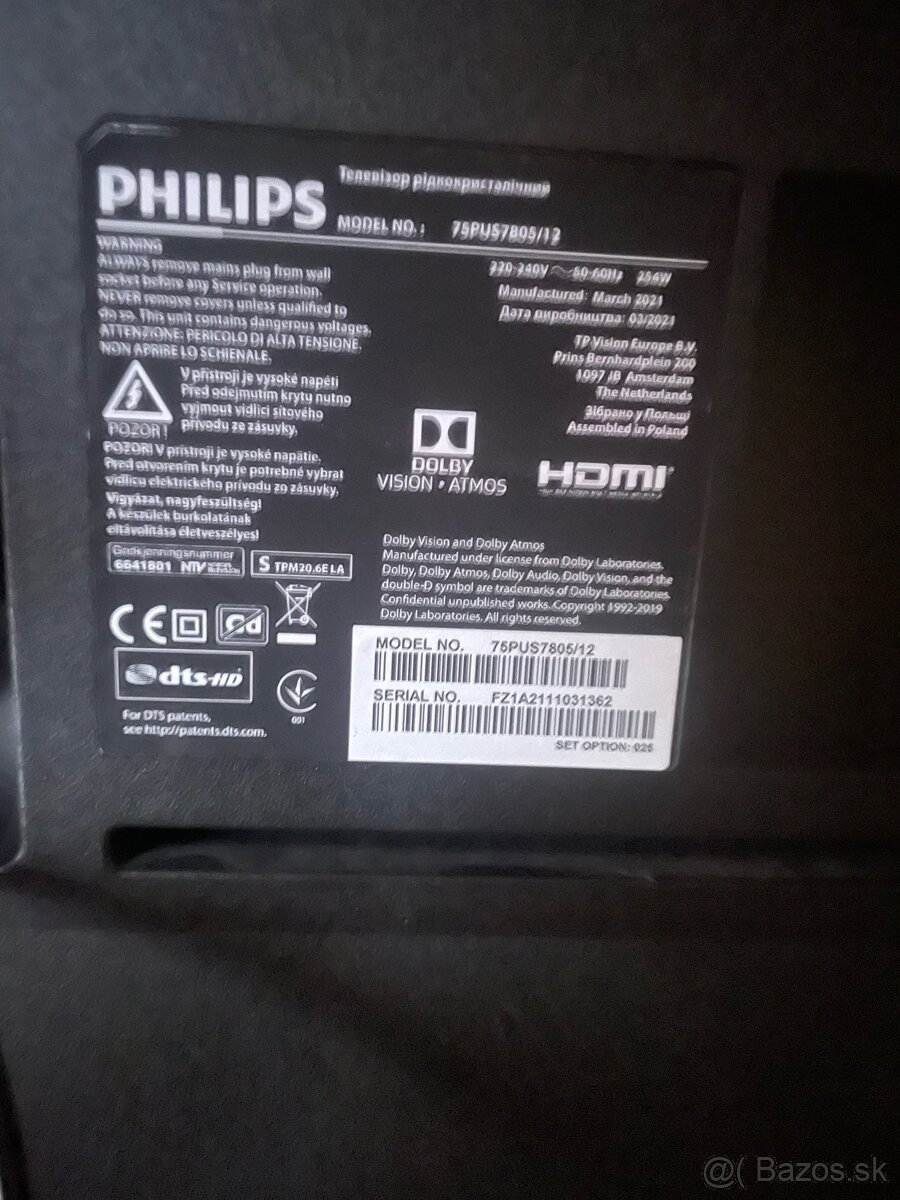 PHILIPS
Телевізор рідкокристалічний
MODEL NO.: 75PUS7805/12
WARNING
ALWAYS remove mains plug from wall
socket before any Service operation.
NEVER remove covers unless qualified to
do so. This unit contains dangerous voltages.
ATTENZIONE: PERICOLO DI ALTA TENSIONE.
NON APRIRE LO SCHIENALE.
220-240V ~ 50-60Hz 254W
Manufactured: March 2021
Дата виробництва: 03/2021
TP Vision Europe B.V.
Prins Bernhardplein 200
1097 JB Amsterdam
The Netherlands
Зібрано у Польщі
Assembled in Poland
V přístroji je vysoké napětí
Před odejmutím krytu nutno
vyjmout vidlici síťového
přívodu ze zásuvky.
POZOR!
POZOR! V prístroji je vysoké napätie.
Pred otvorením krytu je potrebné vybrat
vidlicu elektrického prívodu zo zásuvky.
Vigyázat, nagyfeszültség!
A készülék burkolatának
eltávolítása életveszélyes!
DOLBY
VISION • ATMOS
HDMI
Godkjenningsnummer
6641801 NTV
S TPM20.6E LA
Dolby Vision and Dolby Atmos
Manufactured under license from Dolby Laboratories.
Dolby, Dolby Atmos, Dolby Audio, Dolby Vision, and the
double-D symbol are trademarks of Dolby Laboratories.
Confidential unpublished works. Copyright 1992-2019
Dolby Laboratories. All rights reserved.
CE
Cd
dts-HD
001
For DTS patents,
see http://patents.dts.com.
MODEL NO. 75PUS7805/12
SERIAL NO. FZ1A2111031362
SET OPTION: 025
@( Bazos.sk